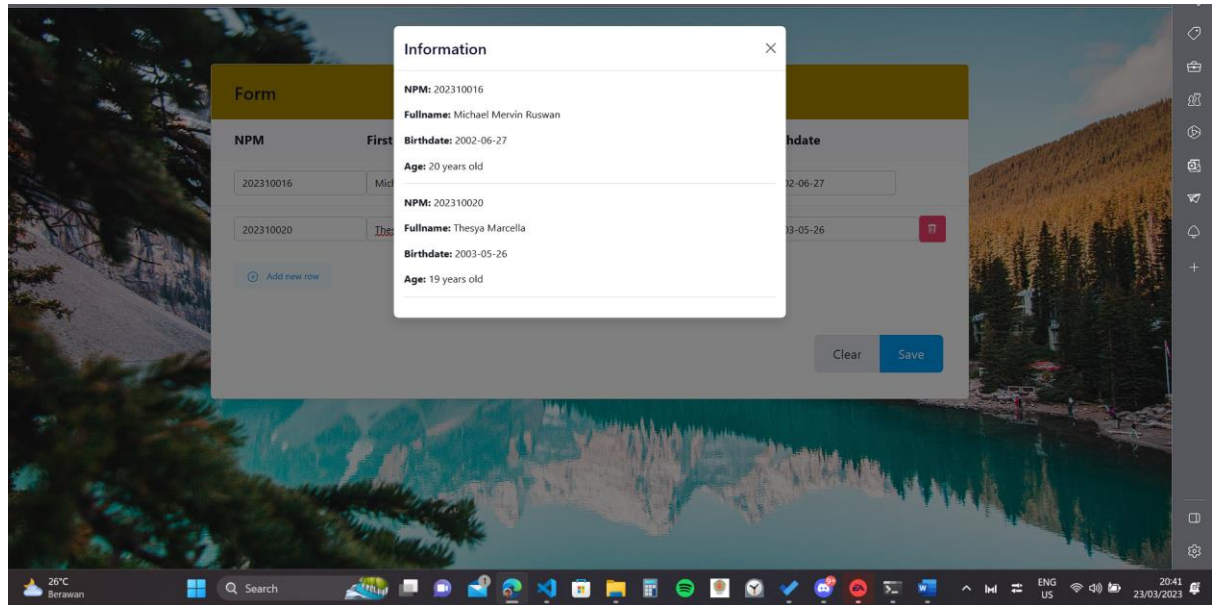 Information
NPM: 202310016
Fullname: Michael Mervin Ruswan
Birthdate: 2002-06-27
Age: 20 years old
NPM: 202310020
Fullname: Thesya Marcella
Birthdate: 2003-05-26
Age: 19 years old
Form
NPM First hdate
202310016 Mic 02-06-27
202310020 The 03-05-26
Add new row
Clear Save
26°C
Berawan
Search
ENG
US
20:41
23/03/2023